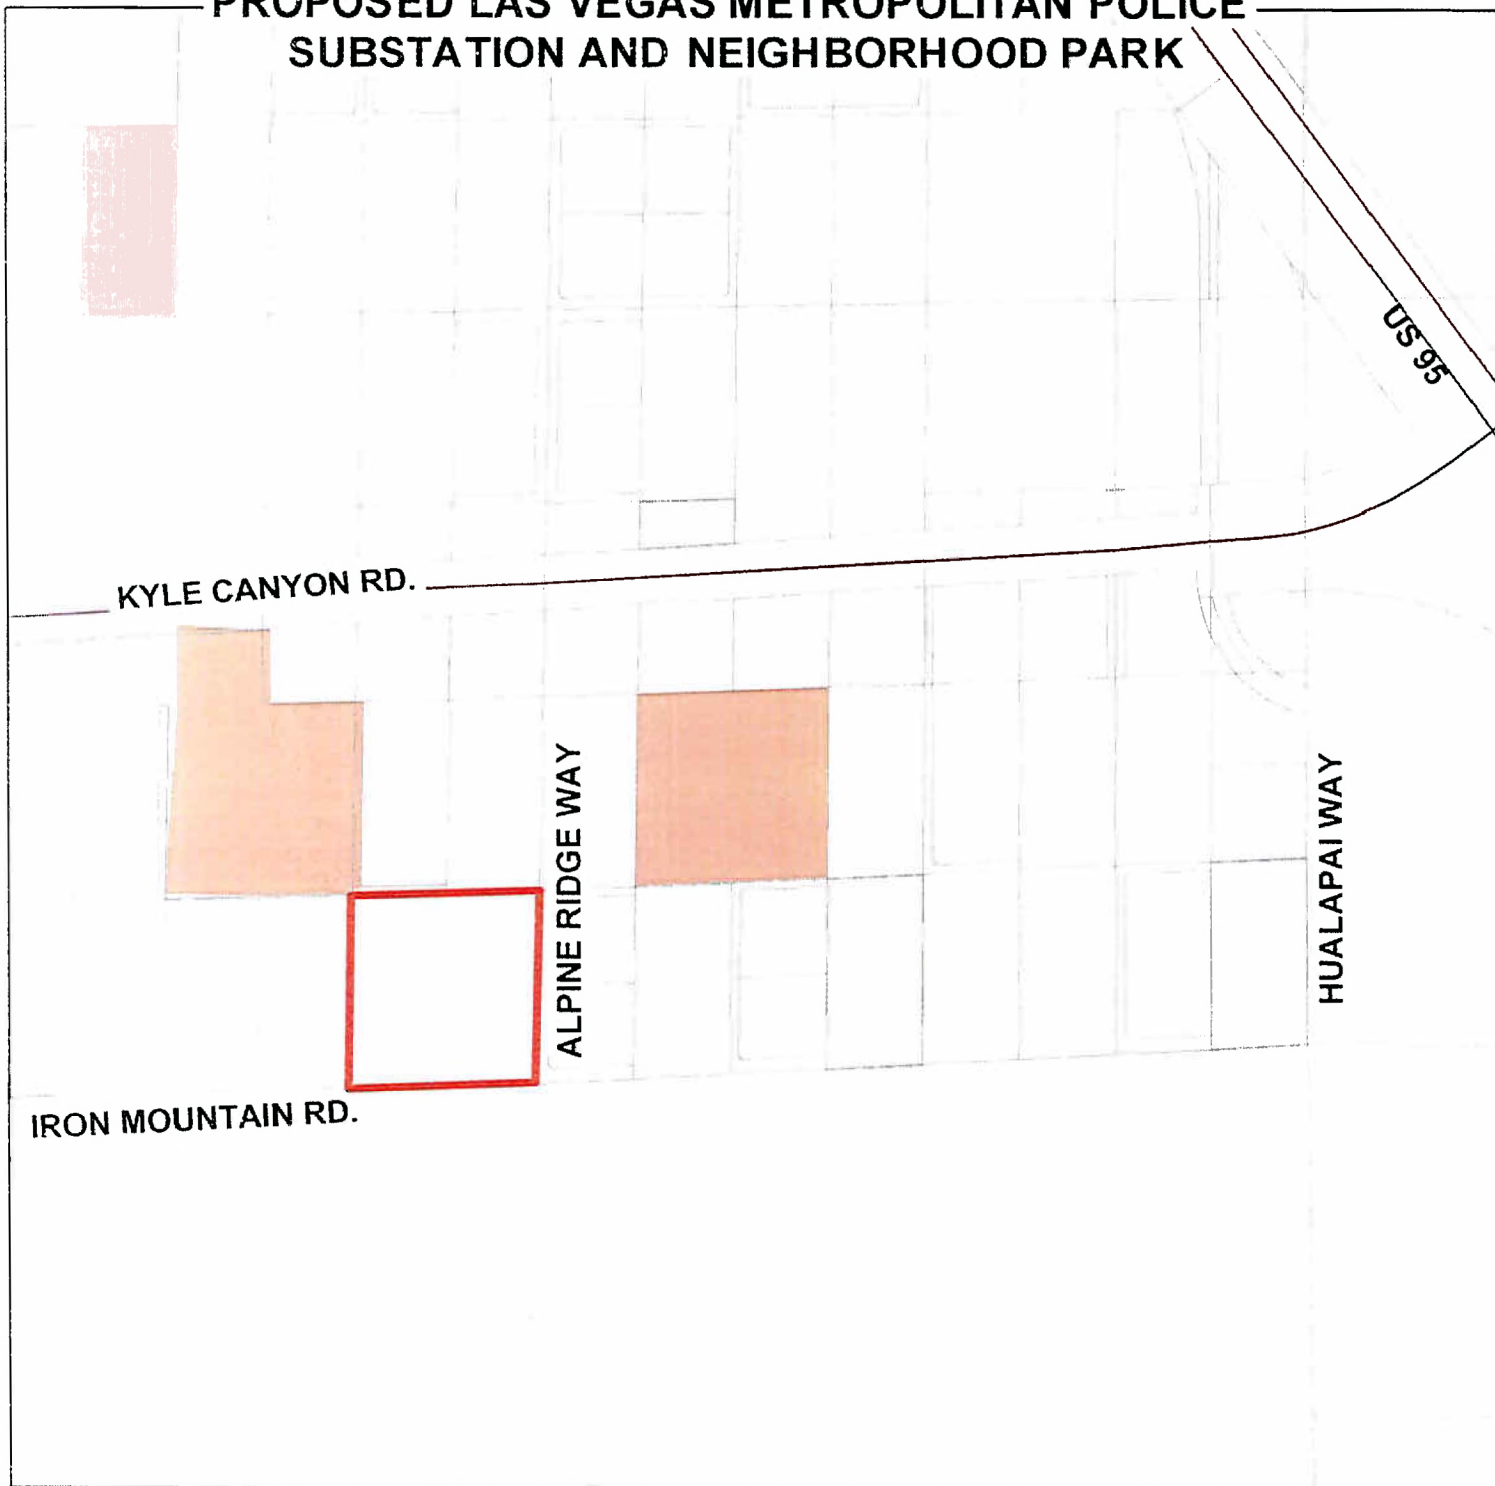 PROPOSED LAS VEGAS METROPOLITAN POLICE
SUBSTATION AND NEIGHBORHOOD PARK
US 95
KYLE CANYON RD.
ALPINE RIDGE WAY
HUALAPAI WAY
IRON MOUNTAIN RD.